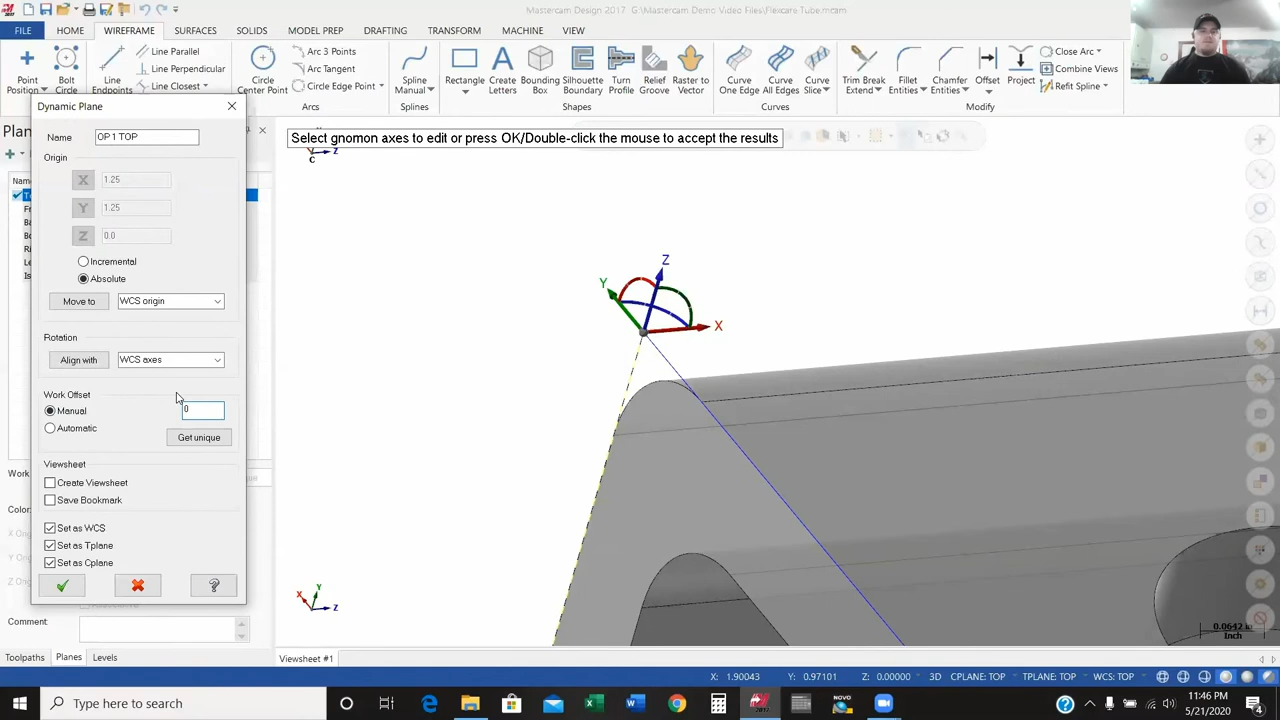 Mastercam Design 2017 G:\Mastercam Demo Video Files\Flexcare Tube.mcam
FILE HOME WIREFRAME SURFACES SOLIDS MODEL PREP DRAFTING TRANSFORM MACHINE VIEW
Point Position
Bolt Circle
Line Endpoints
Line Parallel
Line Perpendicular
Line Closest
Circle Center Point
Arc 3 Points
Arc Tangent
Circle Edge Point
Arcs
Spline Manual
Splines
Rectangle
Create Letters
Bounding Box
Silhouette Boundary
Turn Profile
Relief Groove
Raster to Vector
Shapes
Curve One Edge
Curve All Edges
Curve Slice
Curves
Trim Break Extend
Fillet Entities
Chamfer Entities
Offset
Project
Close Arc
Combine Views
Refit Spline
Modify
Dynamic Plane
Name OP 1 TOP
Origin
X 1.25
Y 1.25
Z 0.0
Incremental
Absolute
Move to WCS origin
Rotation
Align with WCS axes
Work Offset
Manual 0
Automatic
Get unique
Viewsheet
Create Viewsheet
Save Bookmark
Set as WCS
Set as Tplane
Set as Cplane
Comment:
Toolpaths Planes Levels
Select gnomon axes to edit or press OK/Double-click the mouse to accept the results
Z
Y
X
Y
X
Z
0.0642 in
Inch
Viewsheet #1
X: 1.90043 Y: 0.97101 Z: 0.00000 3D CPLANE: TOP TPLANE: TOP WCS: TOP
Type here to search
11:46 PM
5/21/2020